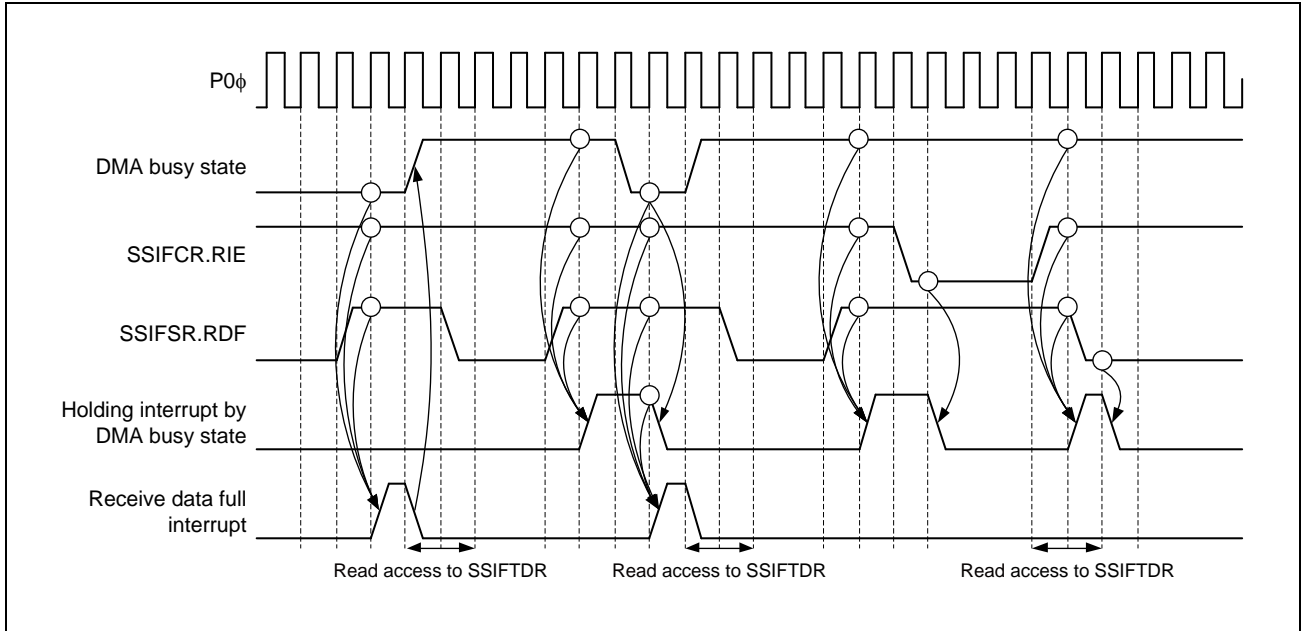 P0ϕ
DMA busy state
SSIFCR.RIE
SSIFSR.RDF
Holding interrupt by
DMA busy state
Receive data full
interrupt
Read access to SSIFTDR
Read access to SSIFTDR
Read access to SSIFTDR